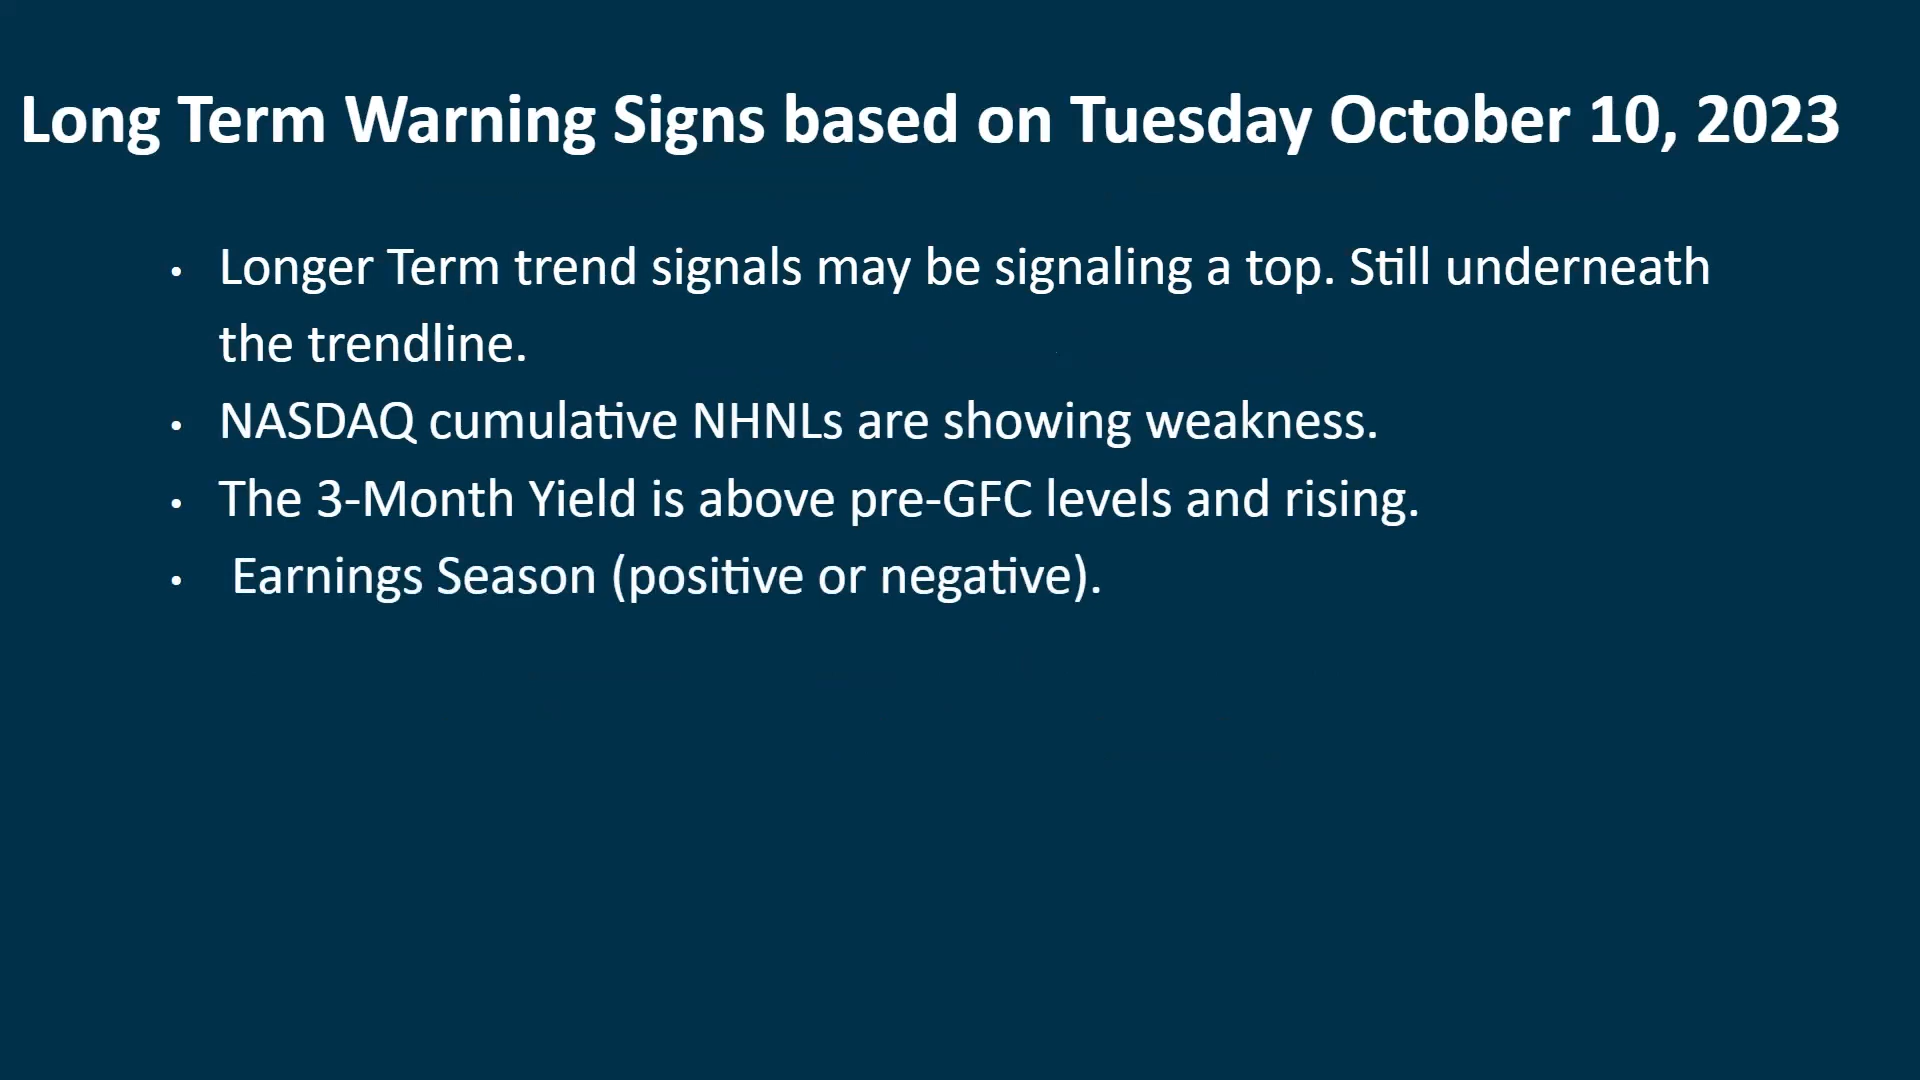 Long Term Warning Signs based on Tuesday October 10, 2023
• Longer Term trend signals may be signaling a top. Still underneath
the trendline.
• NASDAQ cumulative NHNLs are showing weakness.
• The 3-Month Yield is above pre-GFC levels and rising.
• Earnings Season (positive or negative).